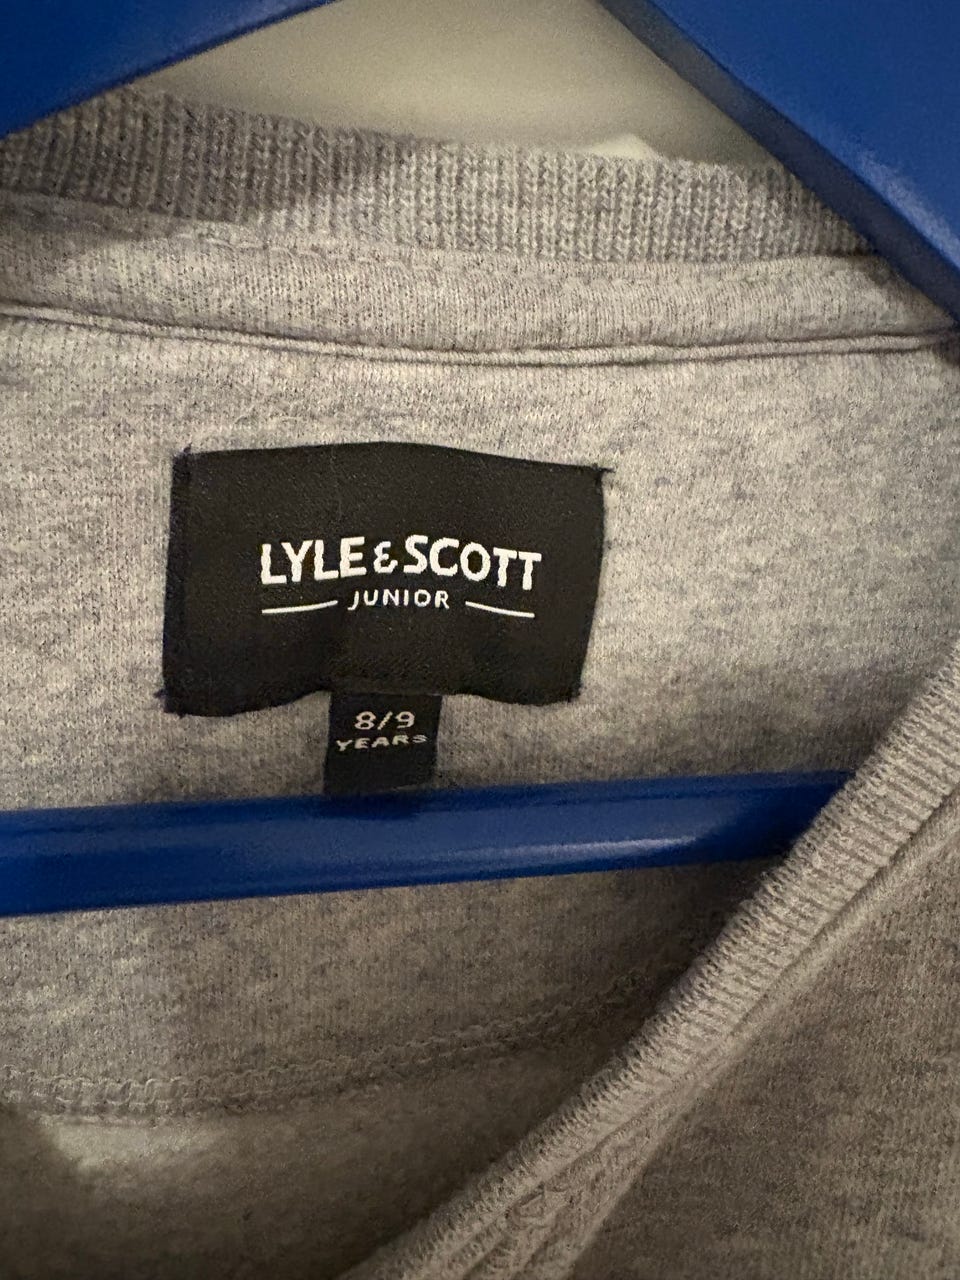 LYLE & SCOTT
JUNIOR
8/9
YEARS